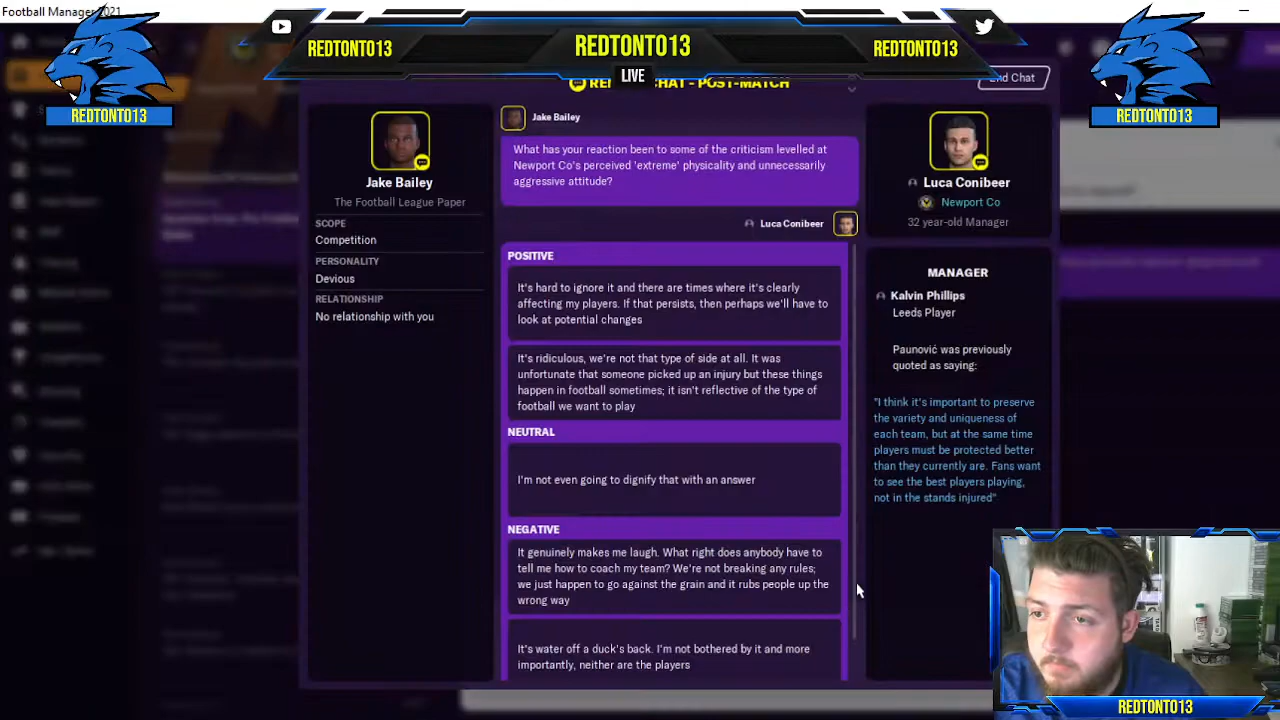 Football Manager 2021
REDTONTO13
REDTONTO13
REDTONTO13
LIVE
CHAT - POST-MATCH
End Chat
REDTONTO13
REDTONTO13
Jake Bailey
The Football League Paper
SCOPE
Competition
PERSONALITY
Devious
RELATIONSHIP
No relationship with you
Jake Bailey
What has your reaction been to some of the criticism levelled at
Newport Co's perceived 'extreme' physicality and unnecessarily
aggressive attitude?
Luca Conibeer
POSITIVE
It's hard to ignore it and there are times where it's clearly
affecting my players. If that persists, then perhaps we'll have to
look at potential changes
It's ridiculous, we're not that type of side at all. It was
unfortunate that someone picked up an injury but these things
happen in football sometimes; it isn't reflective of the type of
football we want to play
NEUTRAL
I'm not even going to dignify that with an answer
NEGATIVE
It genuinely makes me laugh. What right does anybody have to
tell me how to coach my team? We're not breaking any rules;
we just happen to go against the grain and it rubs people up the
wrong way
It's water off a duck's back. I'm not bothered by it and more
importantly, neither are the players
Luca Conibeer
Newport Co
32 year-old Manager
MANAGER
Kalvin Phillips
Leeds Player
Paunović was previously
quoted as saying:
"I think it's important to preserve
the variety and uniqueness of
each team, but at the same time
players must be protected better
than they currently are. Fans want
to see the best players playing,
not in the stands injured"
REDTONTO13